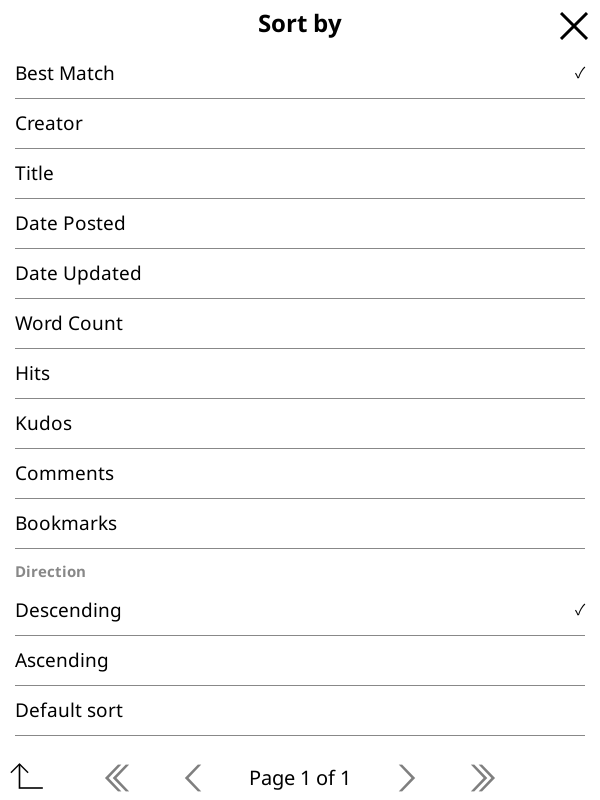 Sort by
Best Match ✓
Creator
Title
Date Posted
Date Updated
Word Count
Hits
Kudos
Comments
Bookmarks
Direction
Descending ✓
Ascending
Default sort
Page 1 of 1